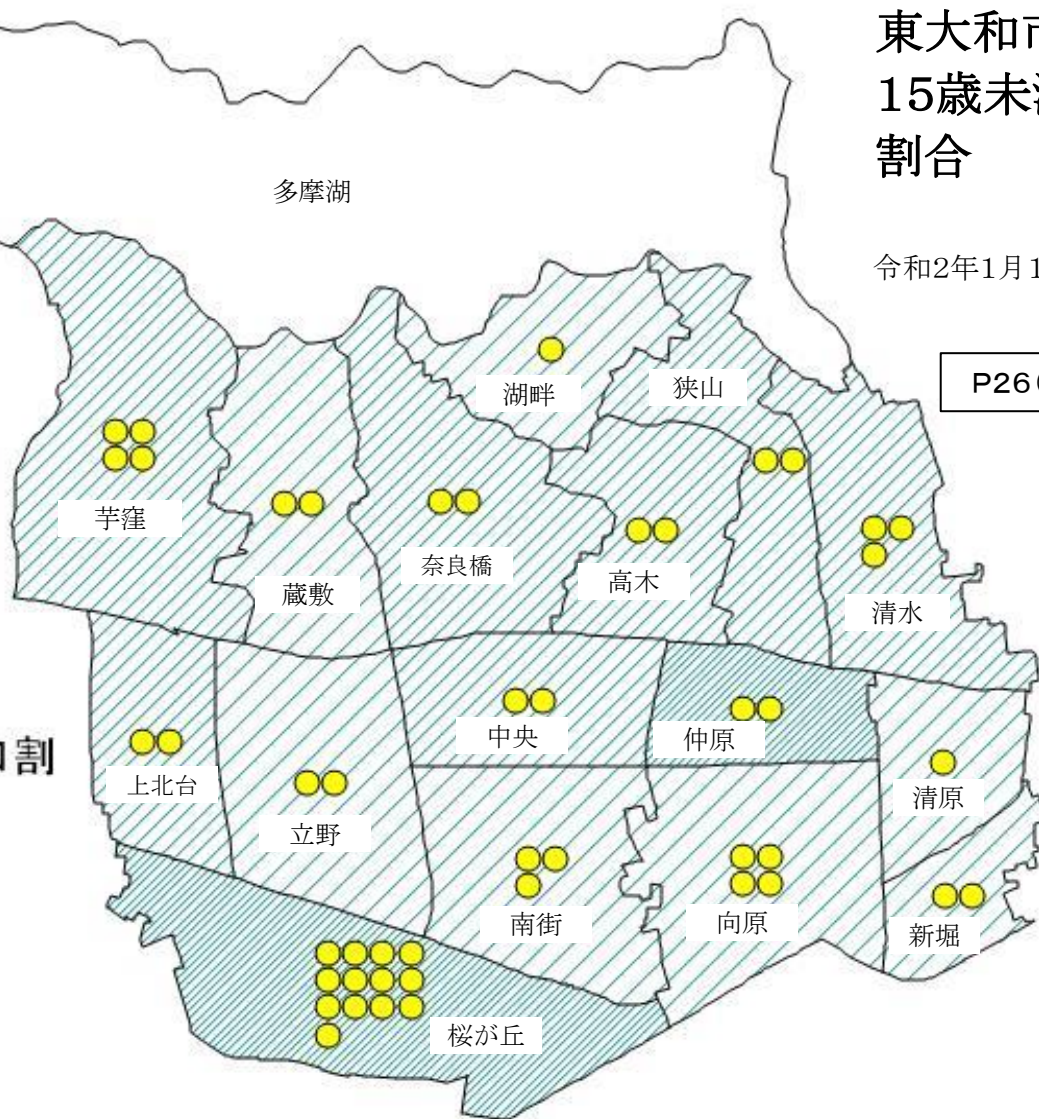 東大和市
15歳未満
割合
多摩湖
令和2年1月1
P26(
湖畔
狭山
芋窪
蔵敷
奈良橋
高木
清水
口割
上北台
立野
中央
仲原
清原
南街
向原
新堀
桜が丘